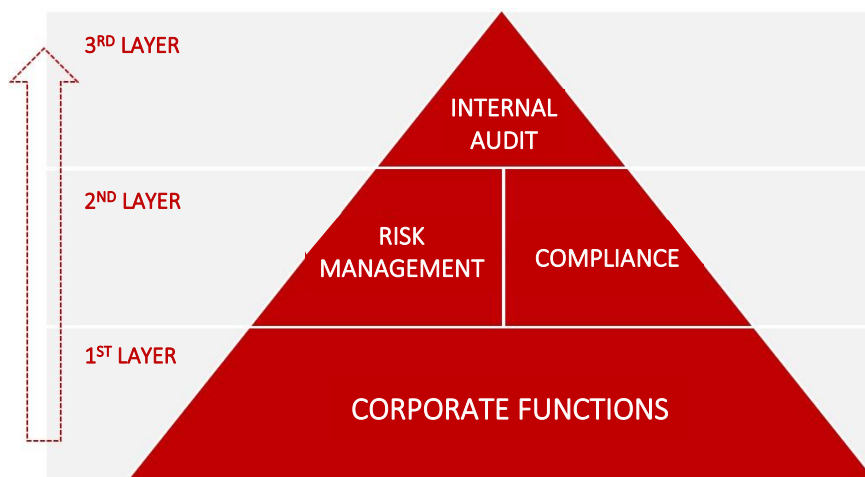 3RD LAYER
INTERNAL
AUDIT
2ND LAYER
RISK
MANAGEMENT
COMPLIANCE
1ST LAYER
CORPORATE FUNCTIONS